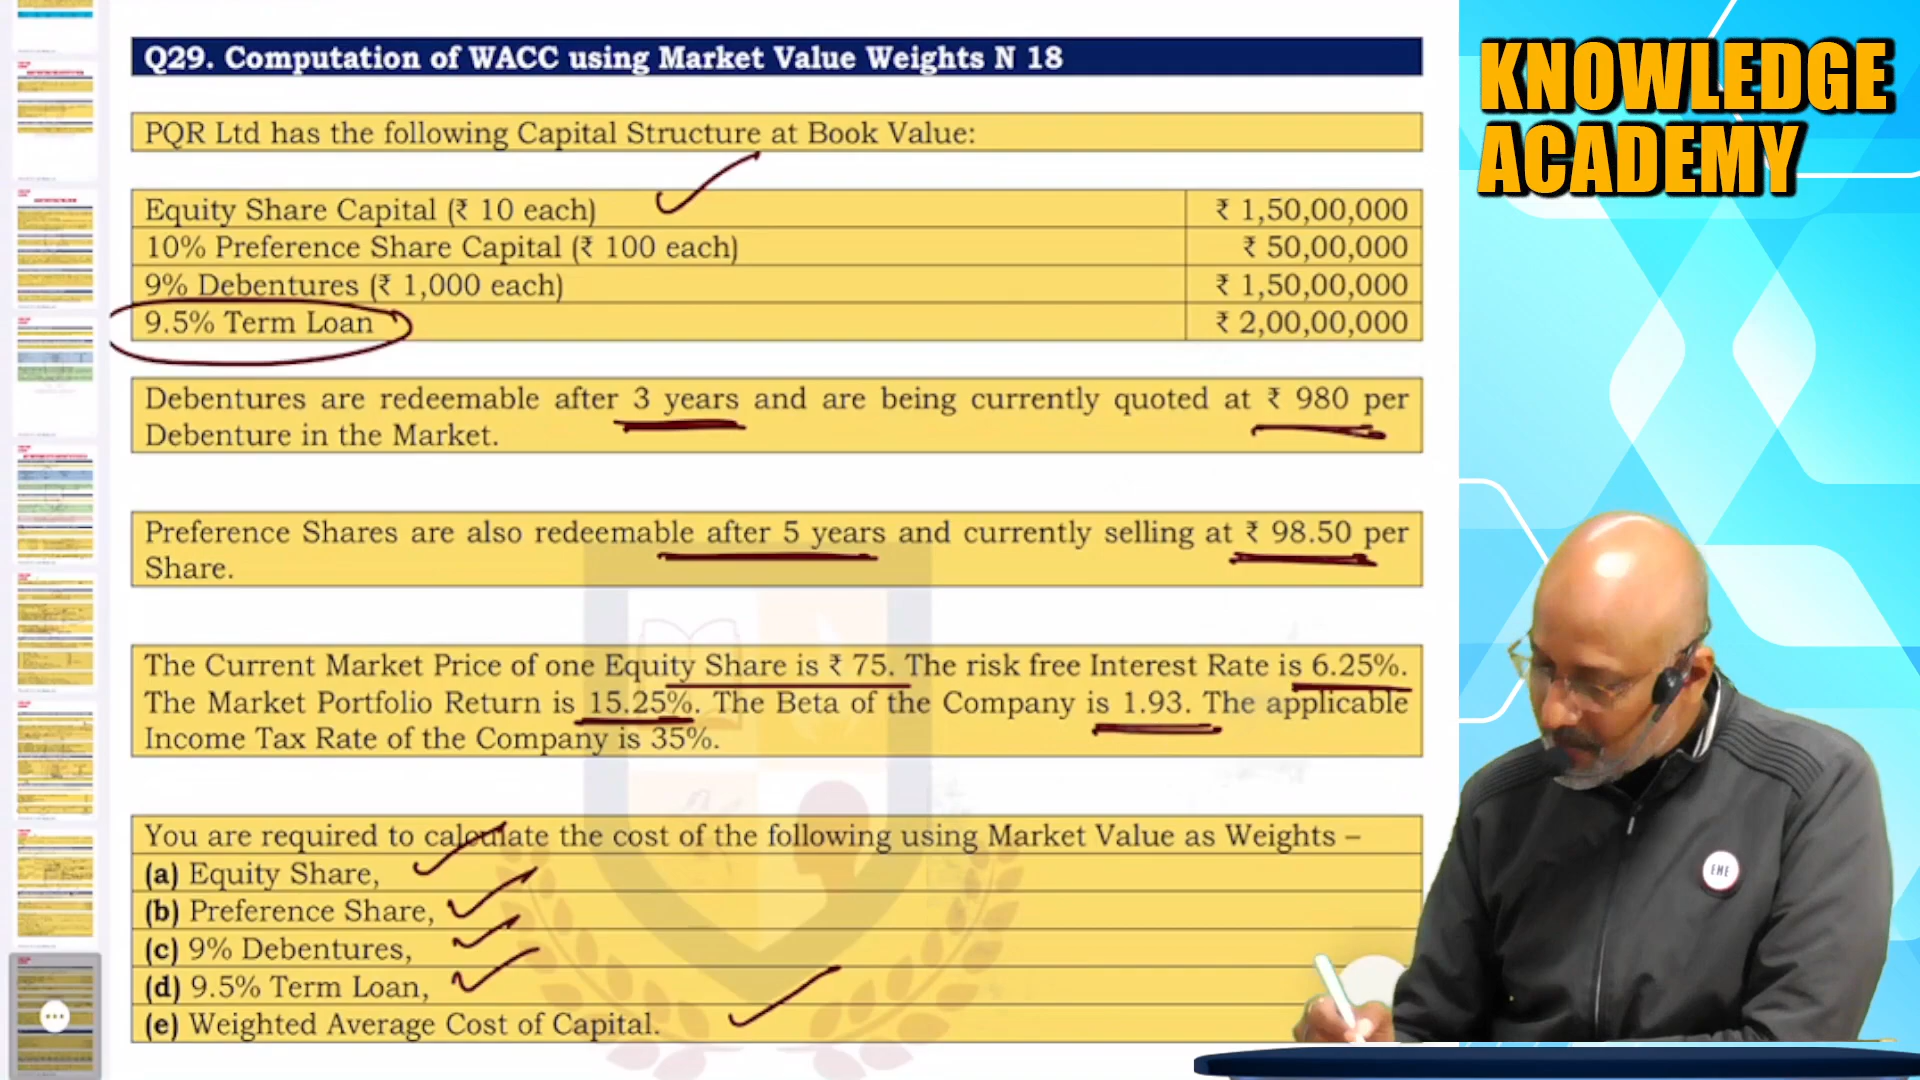 Q29. Computation of WACC using Market Value Weights N 18
KNOWLEDGE
ACADEMY
PQR Ltd has the following Capital Structure at Book Value:
Equity Share Capital (₹ 10 each) ₹ 1,50,00,000
10% Preference Share Capital (₹ 100 each) ₹ 50,00,000
9% Debentures (₹ 1,000 each) ₹ 1,50,00,000
9.5% Term Loan ₹ 2,00,00,000
Debentures are redeemable after 3 years and are being currently quoted at ₹ 980 per
Debenture in the Market.
Preference Shares are also redeemable after 5 years and currently selling at ₹ 98.50 per
Share.
The Current Market Price of one Equity Share is ₹ 75. The risk free Interest Rate is 6.25%.
The Market Portfolio Return is 15.25%. The Beta of the Company is 1.93. The applicable
Income Tax Rate of the Company is 35%.
You are required to calculate the cost of the following using Market Value as Weights –
(a) Equity Share,
(b) Preference Share,
(c) 9% Debentures,
(d) 9.5% Term Loan,
(e) Weighted Average Cost of Capital.